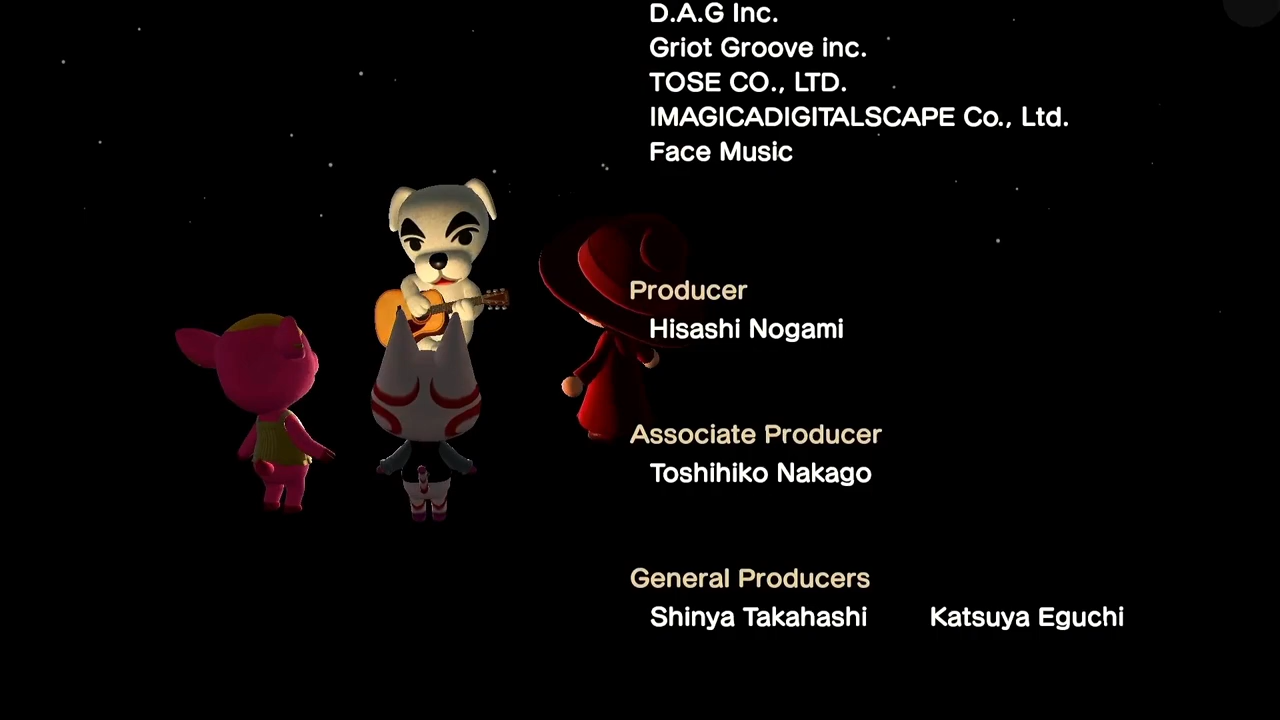 D.A.G Inc.
Griot Groove inc.
TOSE CO., LTD.
IMAGICADIGITALSCAPE Co., Ltd.
Face Music
Producer
Hisashi Nogami
Associate Producer
Toshihiko Nakago
General Producers
Shinya Takahashi Katsuya Eguchi